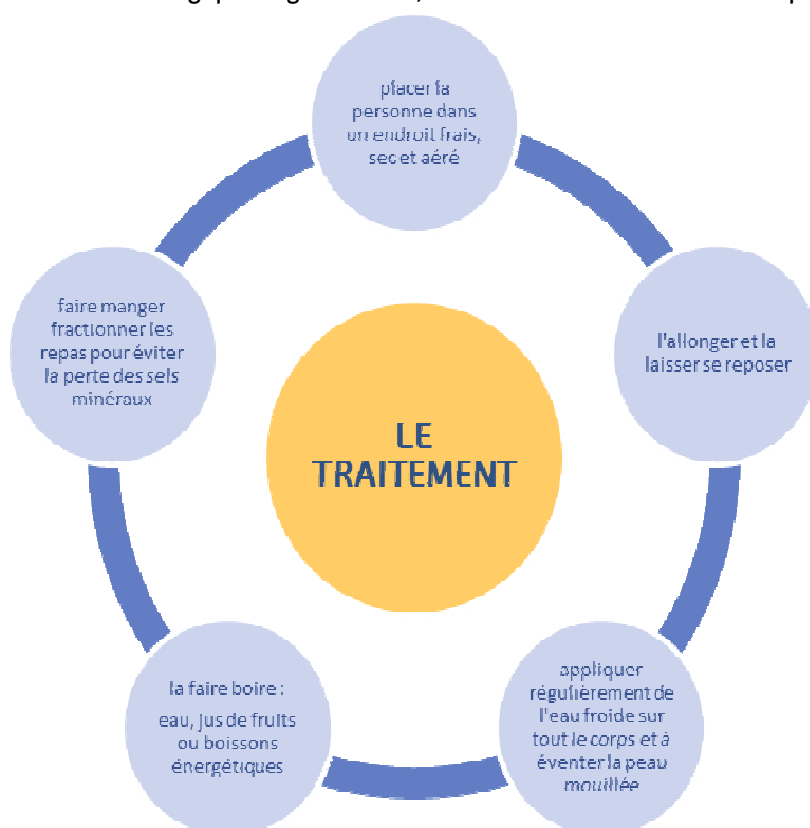 placer la
personne dans
un endroit frais,
sec et aéré
l'allonger et la
laisser se reposer
appliquer
régulièrement de
l'eau froide sur
tout le corps et à
éventer la peau
mouillée
la faire boire :
eau, jus de fruits
ou boissons
énergétiques
faire manger
fractionner les
repas pour éviter
la perte des sels
minéraux
LE
TRAITEMENT